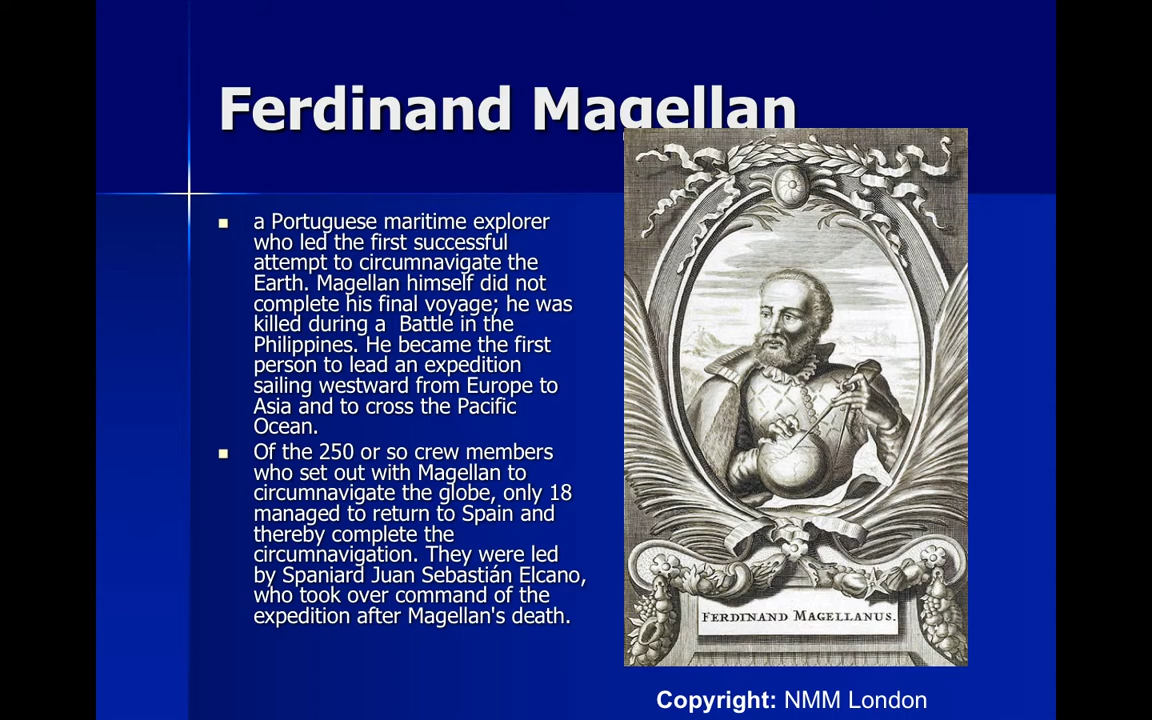 Ferdinand Magellan
a Portuguese maritime explorer
who led the first successful
attempt to circumnavigate the
Earth. Magellan himself did not
complete his final voyage; he was
killed during a  Battle in the
Philippines. He became the first
person to lead an expedition
sailing westward from Europe to
Asia and to cross the Pacific
Ocean.
Of the 250 or so crew members
who set out with Magellan to
circumnavigate the globe, only 18
managed to return to Spain and
thereby complete the
circumnavigation. They were led
by Spaniard Juan Sebastián Elcano,
who took over command of the
expedition after Magellan's death.
FERDINAND MAGELLANUS.
Copyright: NMM London